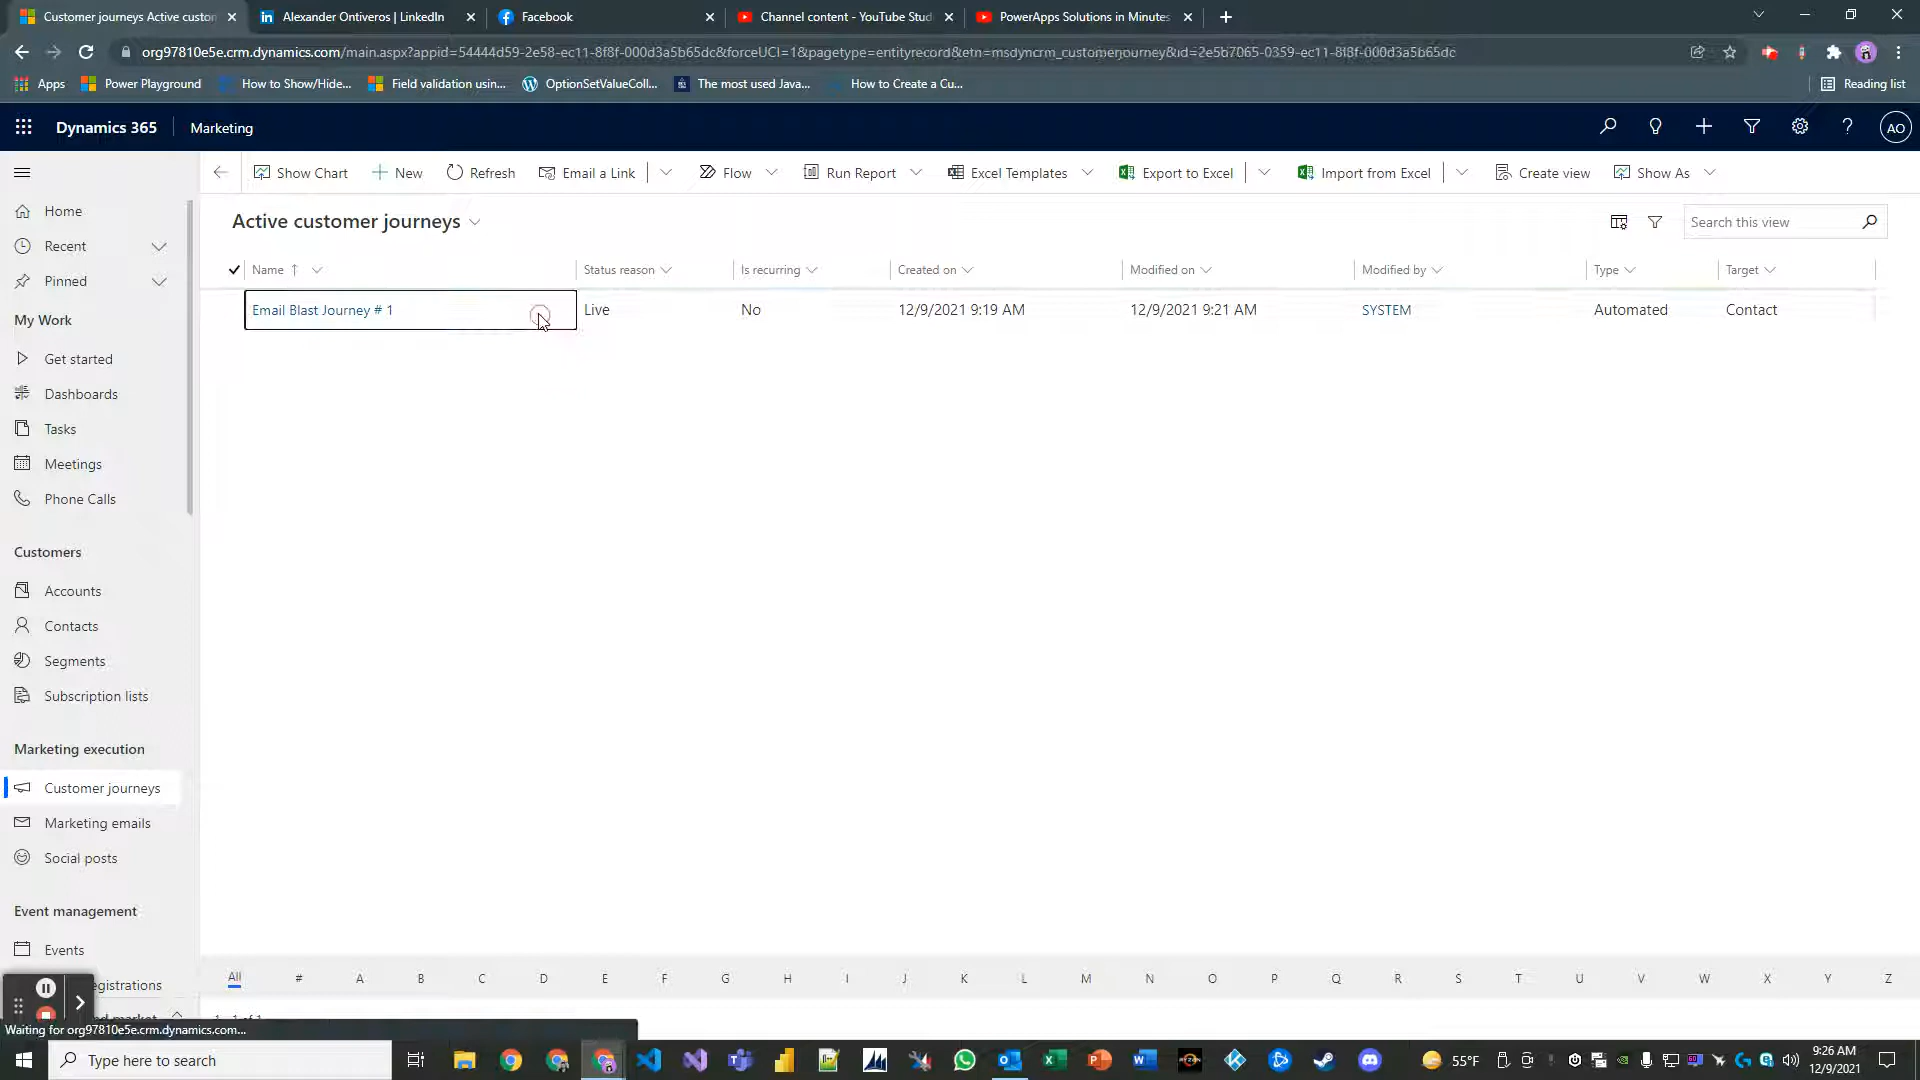 Customer journeys Active custor
Alexander Ontiveros | LinkedIn
Facebook
Channel content - YouTube Stud
PowerApps Solutions in Minutes
org97810e5e.crm.dynamics.com/main.aspx?appid=54444d59-2e58-ec11-8f8f-000d3a5b65dc&forceUCI=1&pagetype=entityrecord&etn=msdyncrm_customerjourney&id=2e5b7065-0359-ec11-8f8f-000d3a5b65dc
Apps
Power Playground
How to Show/Hide...
Field validation usin...
OptionSetValueColl...
The most used Java...
How to Create a Cu...
Reading list
Dynamics 365
Marketing
AO
Show Chart
New
Refresh
Email a Link
Flow
Run Report
Excel Templates
Export to Excel
Import from Excel
Create view
Show As
Home
Recent
Pinned
My Work
Get started
Dashboards
Tasks
Meetings
Phone Calls
Customers
Accounts
Contacts
Segments
Subscription lists
Marketing execution
Customer journeys
Marketing emails
Social posts
Event management
Events
egistrations
Active customer journeys
Search this view
Name Status reason Is recurring Created on Modified on Modified by Type Target
Email Blast Journey # 1 Live No 12/9/2021 9:19 AM 12/9/2021 9:21 AM SYSTEM Automated Contact
All # A B C D E F G H I J K L M N O P Q R S T U V W X Y Z
Waiting for org97810e5e.crm.dynamics.com...
Type here to search
55°F
9:26 AM
12/9/2021